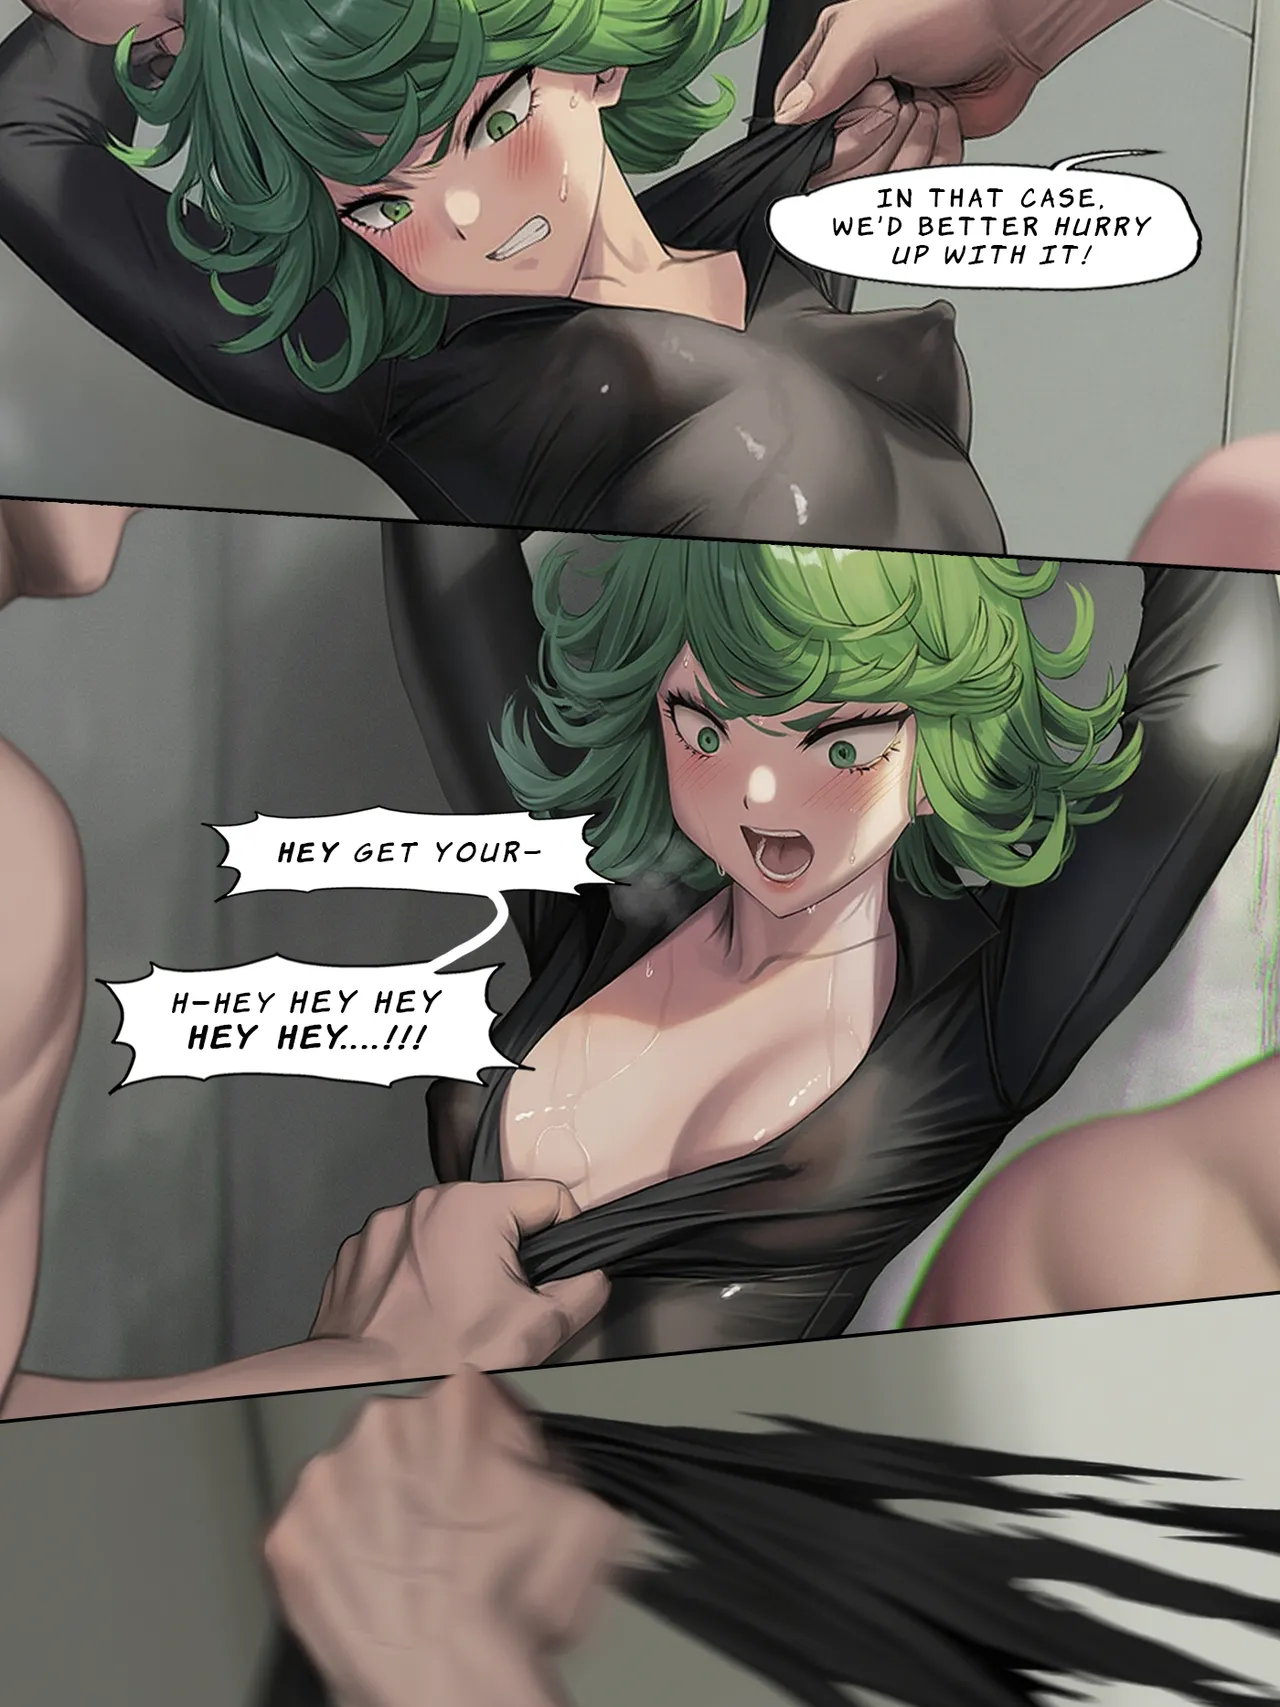 IN THAT CASE,
WE'D BETTER HURRY
UP WITH IT!
HEY GET YOUR-
H-HEY HEY HEY
HEY HEY....!!!